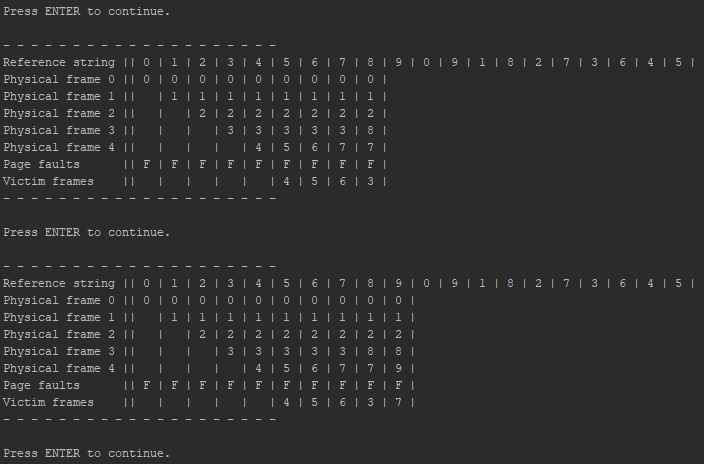 Press ENTER to continue.
- - - - - - - - - - - - - - - - - - - -
Reference string || 0 | 1 | 2 | 3 | 4 | 5 | 6 | 7 | 8 | 9 | 0 | 9 | 1 | 8 | 2 | 7 | 3 | 6 | 4 | 5 |
Physical frame 0 || 0 | 0 | 0 | 0 | 0 | 0 | 0 | 0 | 0 |
Physical frame 1 ||   | 1 | 1 | 1 | 1 | 1 | 1 | 1 | 1 |
Physical frame 2 ||   |   | 2 | 2 | 2 | 2 | 2 | 2 | 2 |
Physical frame 3 ||   |   |   | 3 | 3 | 3 | 3 | 3 | 8 |
Physical frame 4 ||   |   |   |   | 4 | 5 | 6 | 7 | 7 |
Page faults      || F | F | F | F | F | F | F | F | F |
Victim frames    ||   |   |   |   |   | 4 | 5 | 6 | 3 |
- - - - - - - - - - - - - - - - - - - -
Press ENTER to continue.
- - - - - - - - - - - - - - - - - - - -
Reference string || 0 | 1 | 2 | 3 | 4 | 5 | 6 | 7 | 8 | 9 | 0 | 9 | 1 | 8 | 2 | 7 | 3 | 6 | 4 | 5 |
Physical frame 0 || 0 | 0 | 0 | 0 | 0 | 0 | 0 | 0 | 0 | 0 |
Physical frame 1 ||   | 1 | 1 | 1 | 1 | 1 | 1 | 1 | 1 | 1 |
Physical frame 2 ||   |   | 2 | 2 | 2 | 2 | 2 | 2 | 2 | 2 |
Physical frame 3 ||   |   |   | 3 | 3 | 3 | 3 | 3 | 8 | 8 |
Physical frame 4 ||   |   |   |   | 4 | 5 | 6 | 7 | 7 | 9 |
Page faults      || F | F | F | F | F | F | F | F | F | F |
Victim frames    ||   |   |   |   |   | 4 | 5 | 6 | 3 | 7 |
- - - - - - - - - - - - - - - - - - - -
Press ENTER to continue.